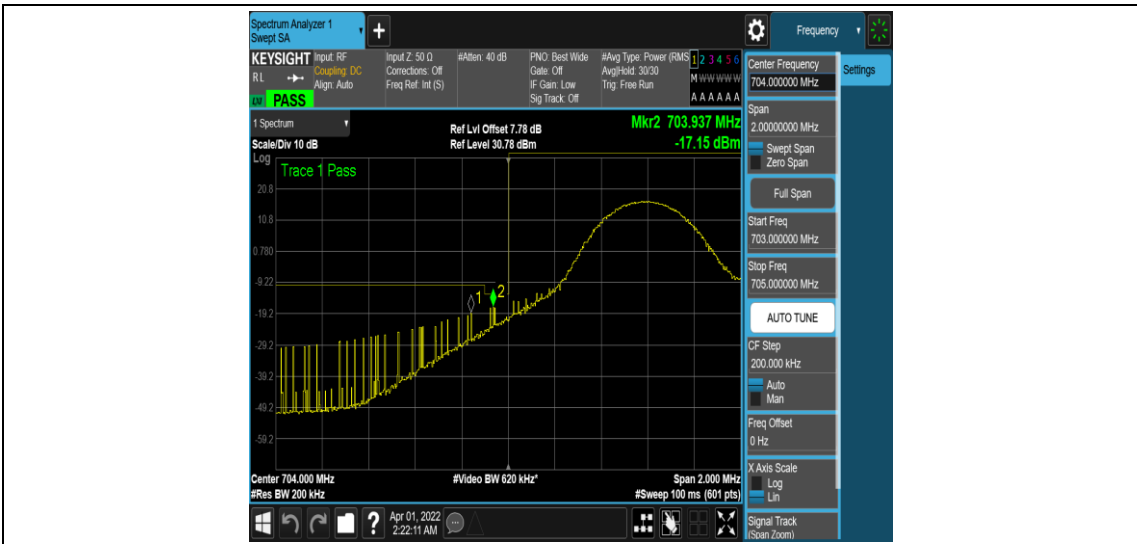 Spectrum Analyzer 1
Swept SA
+
Frequency
KEYSIGHT
RL
PASS
Input: RF
Coupling: DC
Align: Auto
Input Z: 50 Ω
Corrections: Off
Freq Ref: Int (S)
#Atten: 40 dB
PNO: Best Wide
Gate: Off
IF Gain: Low
Sig Track: Off
#Avg Type: Power (RMS
Avg|Hold: 30/30
Trig: Free Run
1 2 3 4 5 6
M W W W W W
A A A A A A
1 Spectrum
Scale/Div 10 dB
Ref Lvl Offset 7.78 dB
Ref Level 30.78 dBm
Mkr2 703.937 MHz
-17.15 dBm
Log
Trace 1 Pass
20.8
10.8
0.780
-9.22
-19.2
-29.2
-39.2
-49.2
-59.2
1
2
Center 704.000 MHz
#Res BW 200 kHz
#Video BW 620 kHz*
Span 2.000 MHz
#Sweep 100 ms (601 pts)
Center Frequency
704.000000 MHz
Settings
Span
2.00000000 MHz
Swept Span
Zero Span
Full Span
Start Freq
703.000000 MHz
Stop Freq
705.000000 MHz
AUTO TUNE
CF Step
200.000 kHz
Auto
Man
Freq Offset
0 Hz
X Axis Scale
Log
Lin
Signal Track
(Span Zoom)
?
Apr 01, 2022
2:22:11 AM